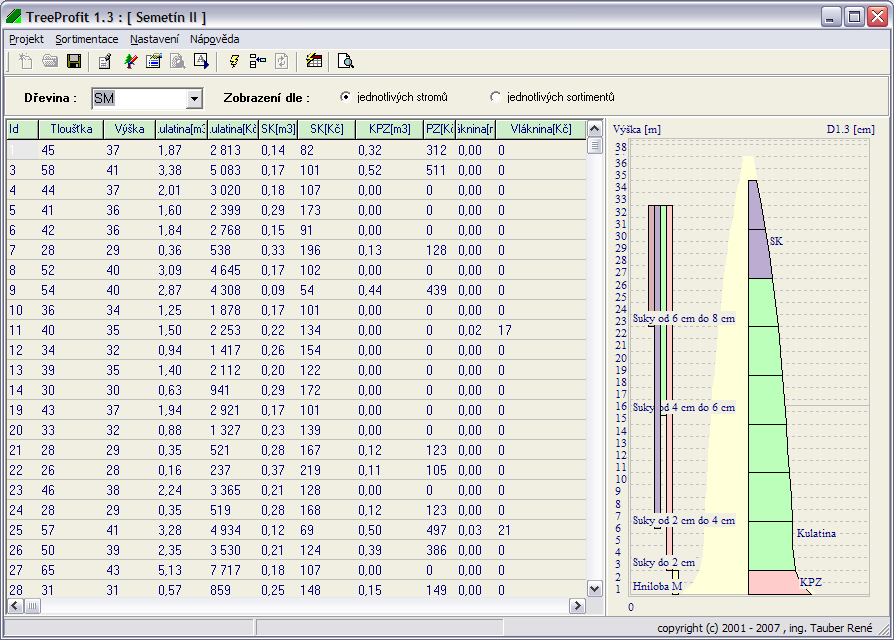 TreeProfit 1.3 : [ Semetín II ]
Projekt Sortimentace Nastavení Nápověda
Dřevina : SM Zobrazení dle : jednotlivých stromů jednotlivých sortimentů
Id Tloušťka Výška .ulatina[m3 .ulatina[Kč SK[m3] SK[Kč] KPZ[m3] PZ[Kč Vláknina[Kč]
1 45 37 1,87 2 813 0,14 82 0,32 312 0,00 0
3 58 41 3,38 5 083 0,17 101 0,52 511 0,00 0
4 44 37 2,01 3 020 0,18 107 0,00 0 0,00 0
5 41 36 1,60 2 399 0,29 173 0,00 0 0,00 0
6 42 36 1,84 2 768 0,15 91 0,00 0 0,00 0
7 28 29 0,36 538 0,33 196 0,13 128 0,00 0
8 52 40 3,09 4 645 0,17 102 0,00 0 0,00 0
9 54 40 2,87 4 308 0,09 54 0,44 439 0,00 0
10 36 34 1,25 1 878 0,17 101 0,00 0 0,00 0
11 40 35 1,50 2 253 0,22 134 0,00 0 0,02 17
12 34 32 0,94 1 417 0,26 154 0,00 0 0,00 0
13 39 35 1,40 2 112 0,20 122 0,00 0 0,00 0
14 30 30 0,63 941 0,29 172 0,00 0 0,00 0
19 43 37 1,94 2 921 0,17 101 0,00 0 0,00 0
20 33 32 0,88 1 327 0,23 139 0,00 0 0,00 0
21 28 29 0,35 521 0,28 167 0,12 123 0,00 0
22 26 28 0,16 237 0,37 219 0,11 105 0,00 0
23 46 38 2,24 3 365 0,21 128 0,00 0 0,00 0
24 28 29 0,35 519 0,28 168 0,12 123 0,00 0
25 57 41 3,28 4 934 0,12 69 0,50 497 0,03 21
26 50 39 2,35 3 530 0,21 124 0,39 386 0,00 0
27 65 43 5,13 7 717 0,18 107 0,00 0 0,00 0
28 31 31 0,57 859 0,25 148 0,15 149 0,00 0
Výška [m] D1.3 [cm]
38
37
36
35
34
33
32
31
30
29
28
27
26
25
24
23
22
21
20
19
18
17
16
15
14
13
12
11
10
9
8
7
6
5
4
3
2
1
0
SK
Suky od 6 cm do 8 cm
Suky od 4 cm do 6 cm
Suky od 2 cm do 4 cm
Kulatina
Suky do 2 cm
Hniloba M
KPZ
copyright (c) 2001 - 2007 , ing. Tauber René